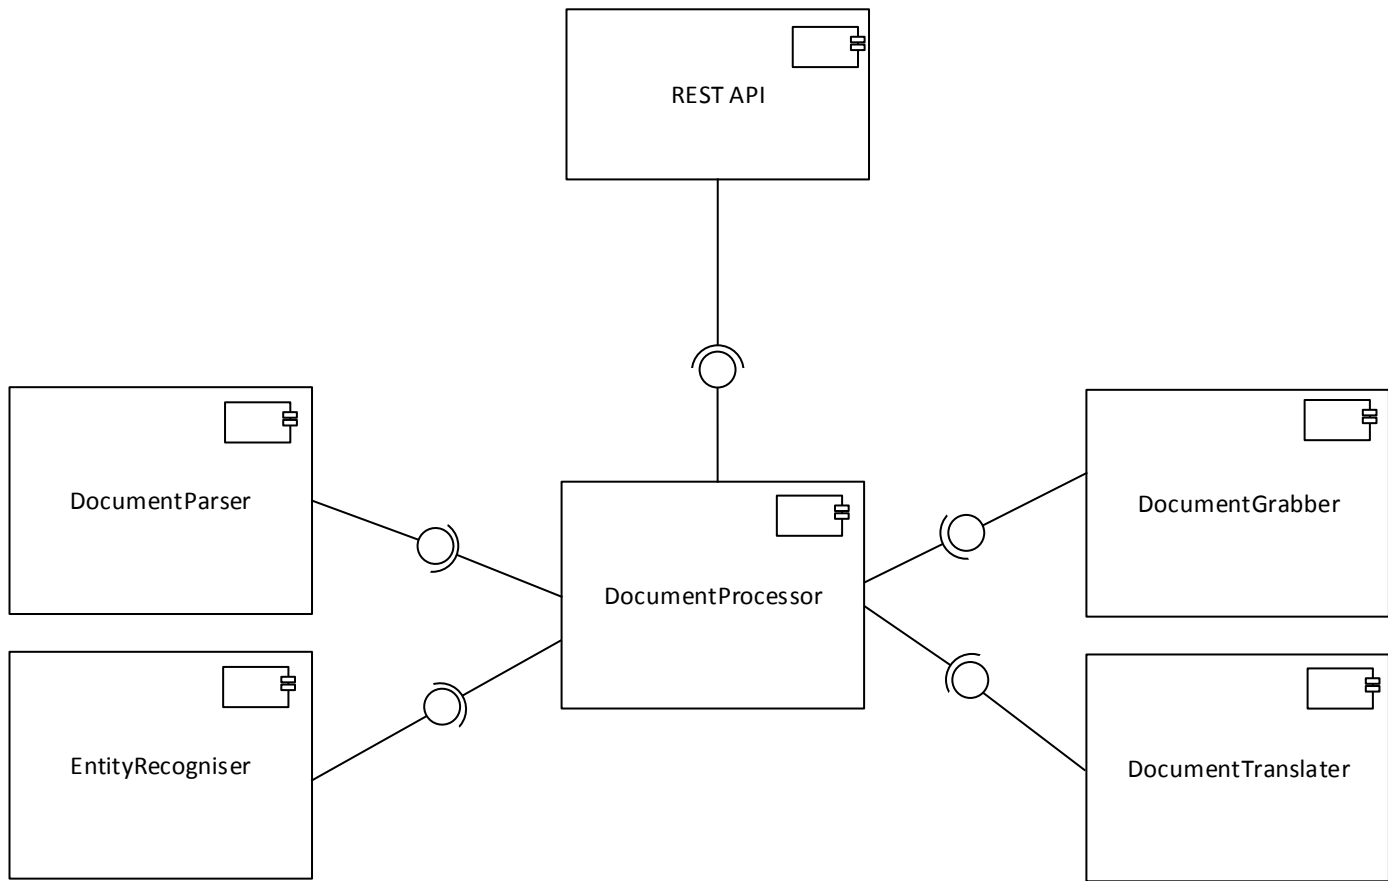 REST API
DocumentParser
DocumentGrabber
DocumentProcessor
EntityRecogniser
DocumentTranslater